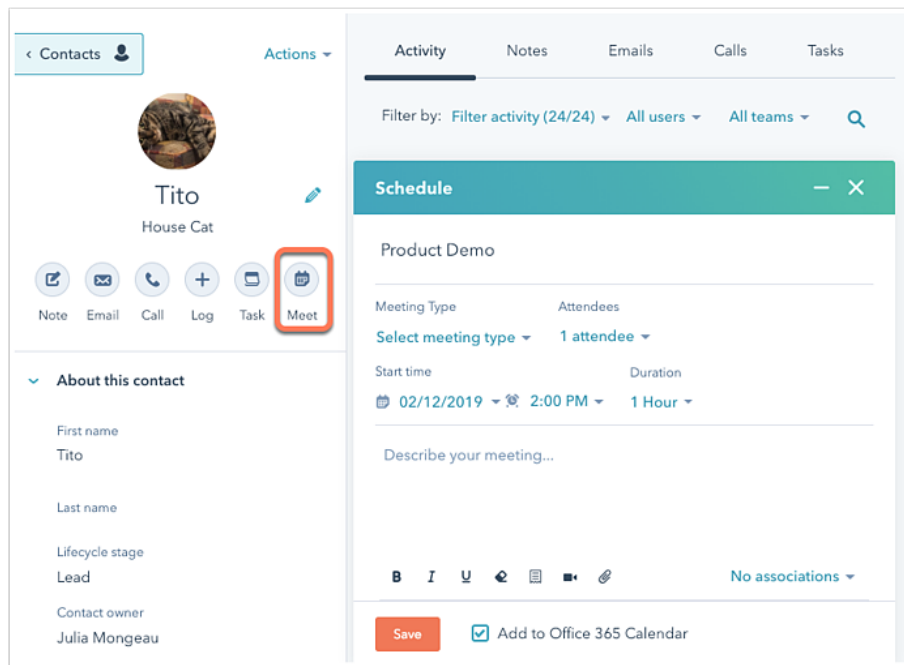 ‹ Contacts
Actions
Tito
House Cat
Note Email Call Log Task Meet
About this contact
First name
Tito
Last name
Lifecycle stage
Lead
Contact owner
Julia Mongeau
Activity Notes Emails Calls Tasks
Filter by: Filter activity (24/24) All users All teams
Schedule
Product Demo
Meeting Type Attendees
Select meeting type 1 attendee
Start time Duration
02/12/2019 2:00 PM 1 Hour
Describe your meeting...
B I U No associations
Save Add to Office 365 Calendar